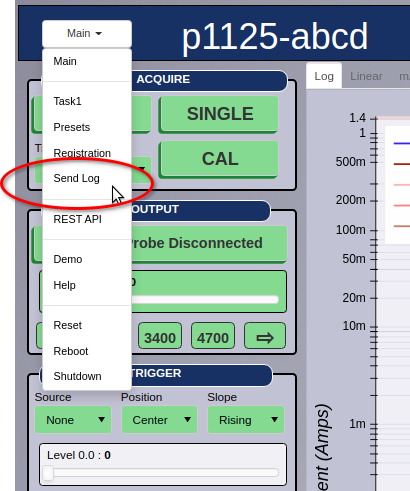 Main
p1125-abcd
Main
Task1
Presets
Registration
Send Log
REST API
Demo
Help
Reset
Reboot
Shutdown
ACQUIRE
SINGLE
CAL
OUTPUT
robe Disconnected
3400 4700 ⇨
TRIGGER
Source Position Slope
None Center Rising
Level 0.0 : 0
Log Linear
1.4
1
500m
200m
100m
50m
20m
10m
1m
ent (Amps)